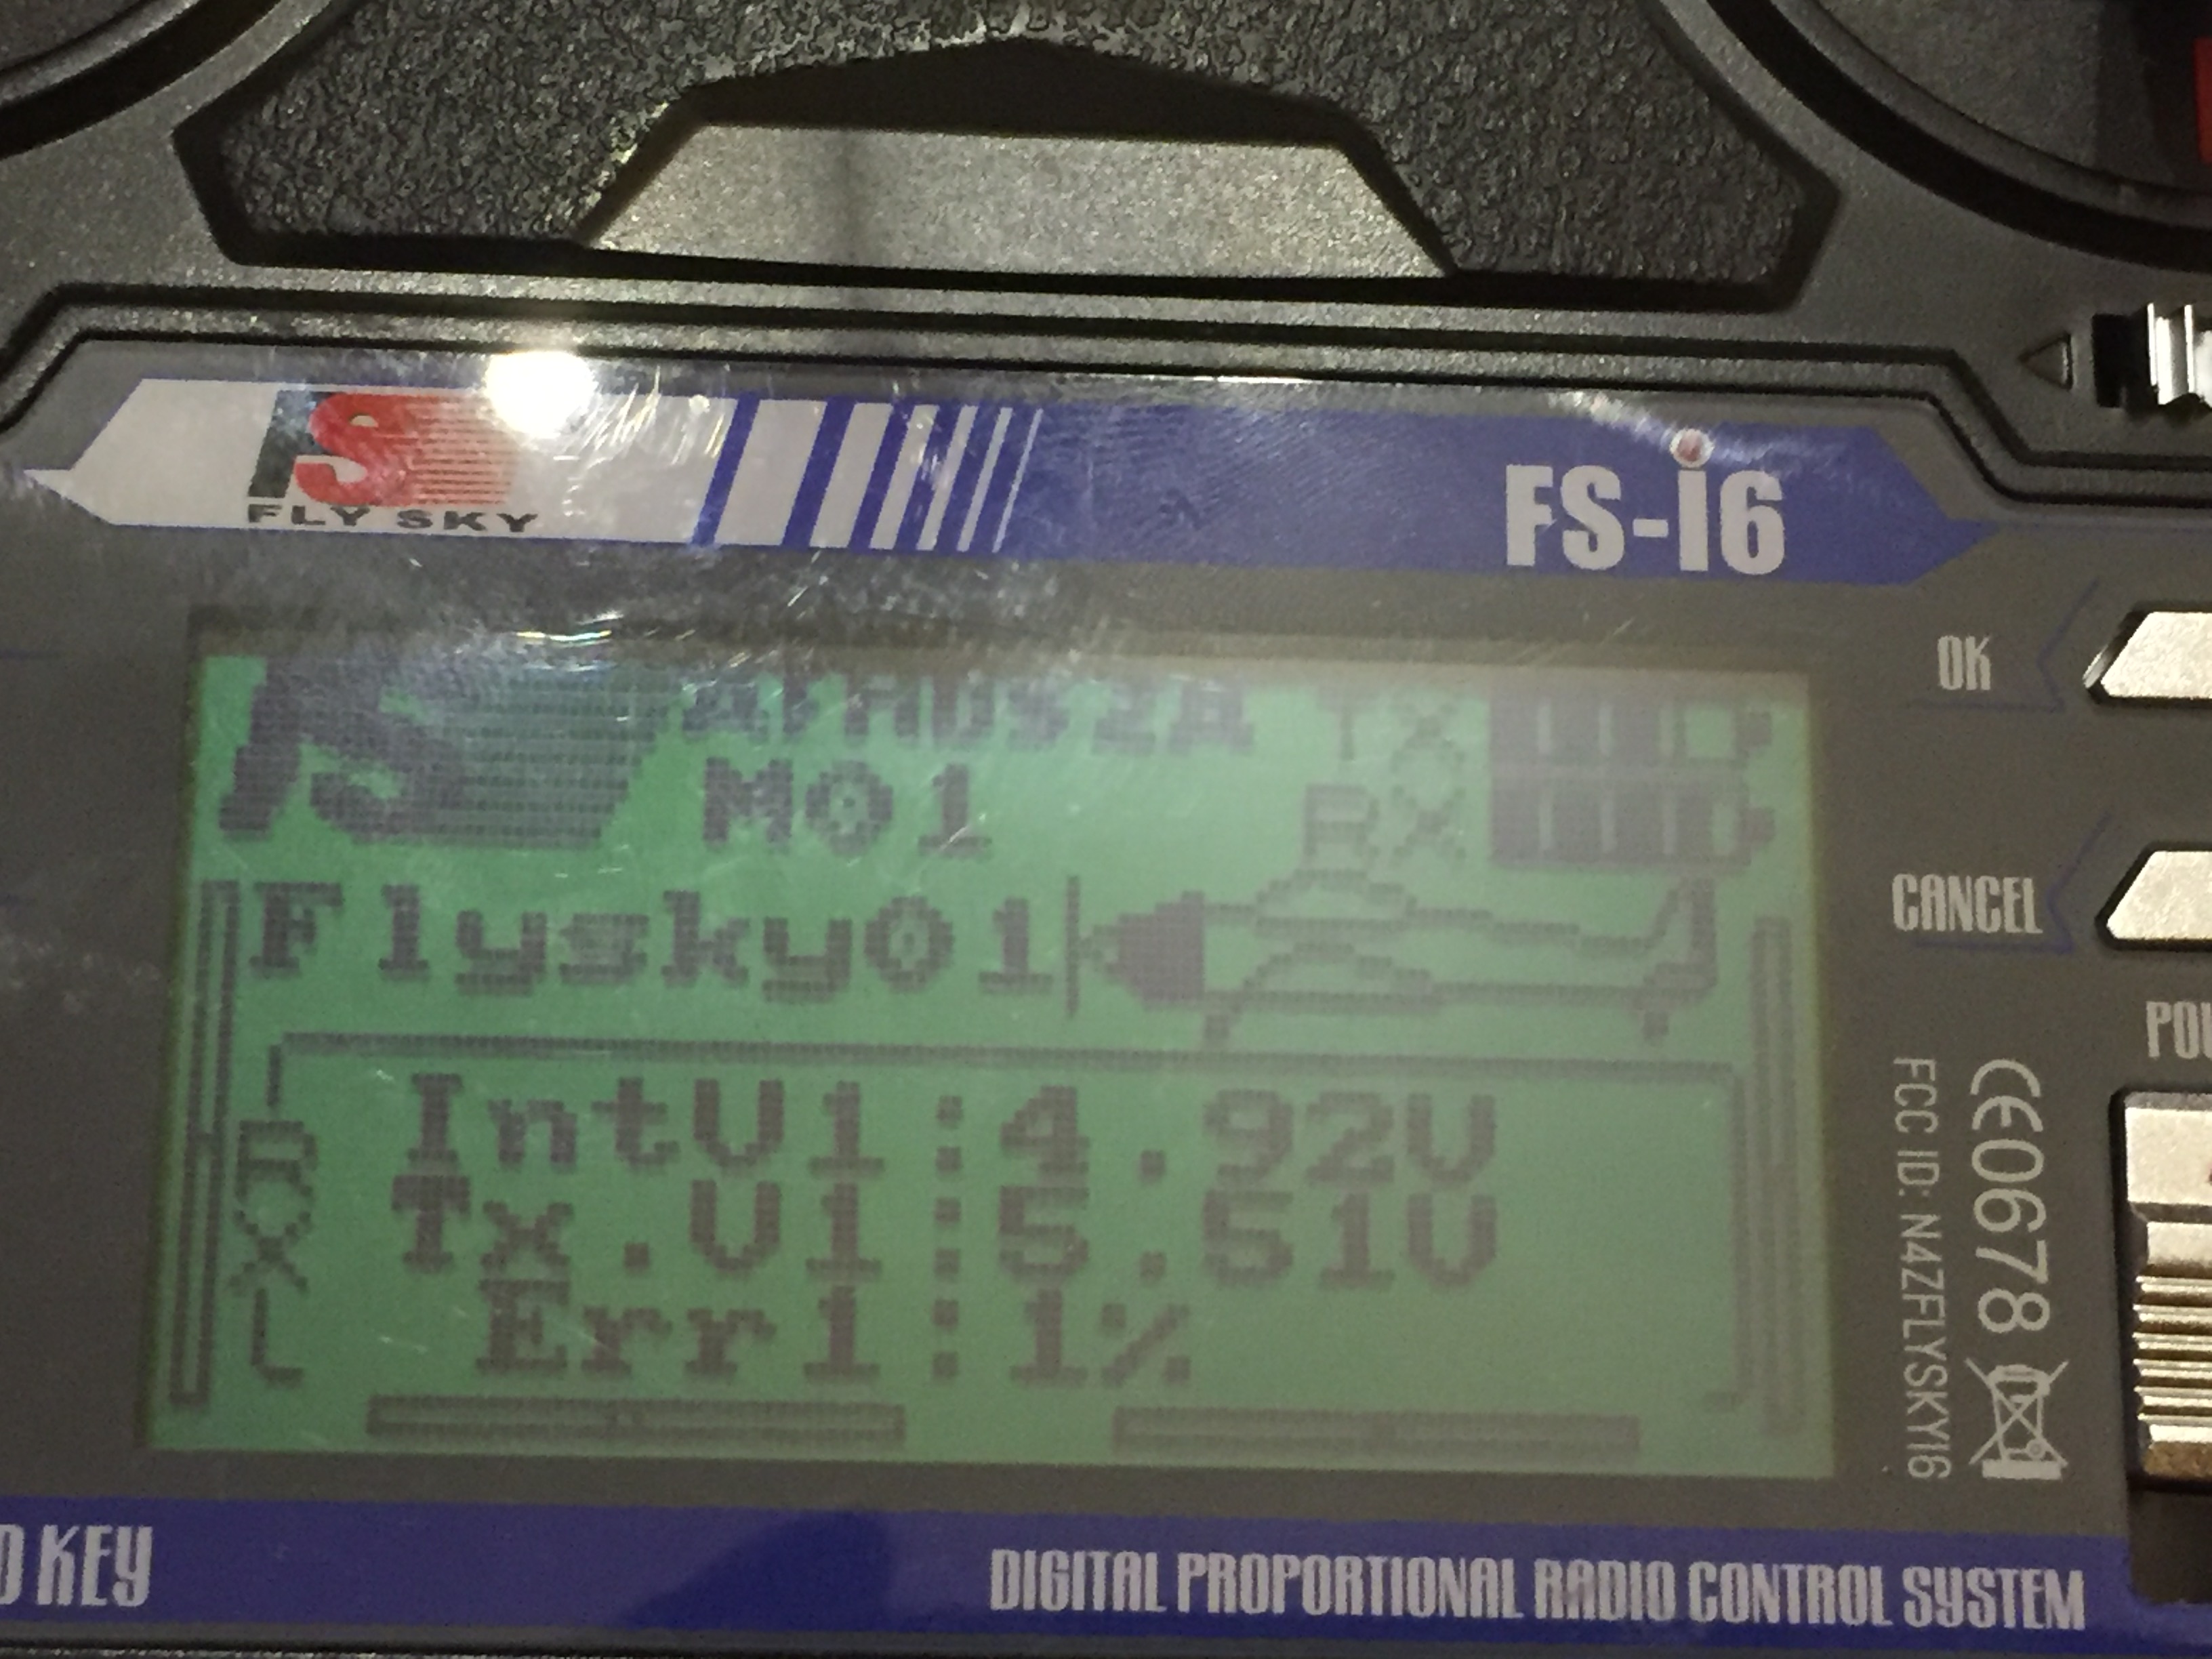 FLY SKY
FS-i6
OK
AFHDS2A
TX
M01
RX
CANCEL
Flysky01
IntV1:4.92V
Tx.V1:5.51V
Err1:1%
RX
CE0678
FCC ID: N4ZFLYSKYI6
KEY
DIGITAL PROPORTIONAL RADIO CONTROL SYSTEM